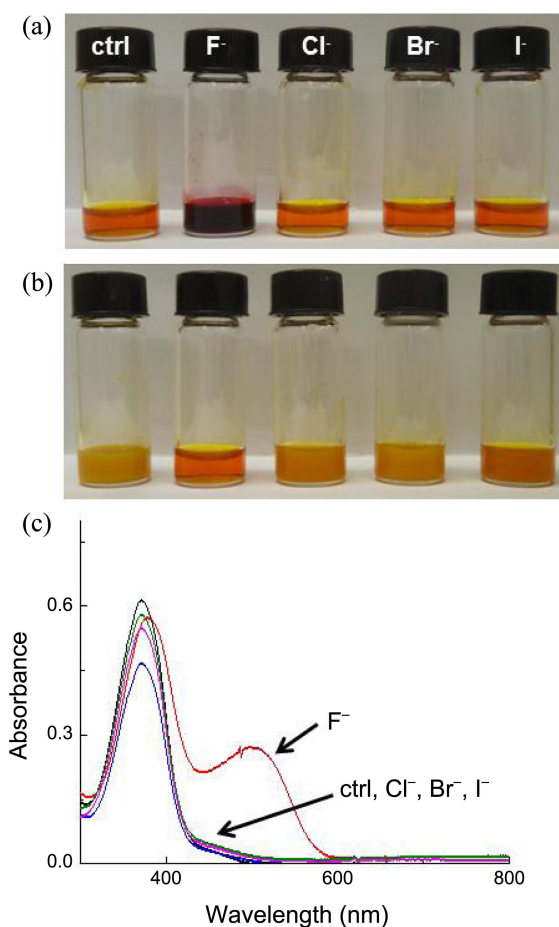 (a)
ctrl F⁻ Cl⁻ Br⁻ I⁻
(b)
(c)
0.6
0.3
0.0
Absorbance
F⁻
ctrl, Cl⁻, Br⁻, I⁻
400 600 800
Wavelength (nm)